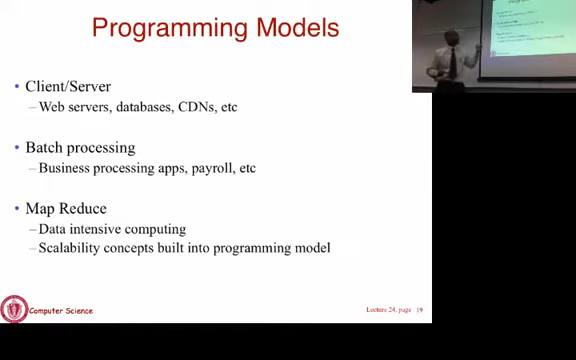 Programming Models
• Client/Server
– Web servers, databases, CDNs, etc
• Batch processing
– Business processing apps, payroll, etc
• Map Reduce
– Data intensive computing
– Scalability concepts built into programming model
Computer Science
Lecture 24, page 19